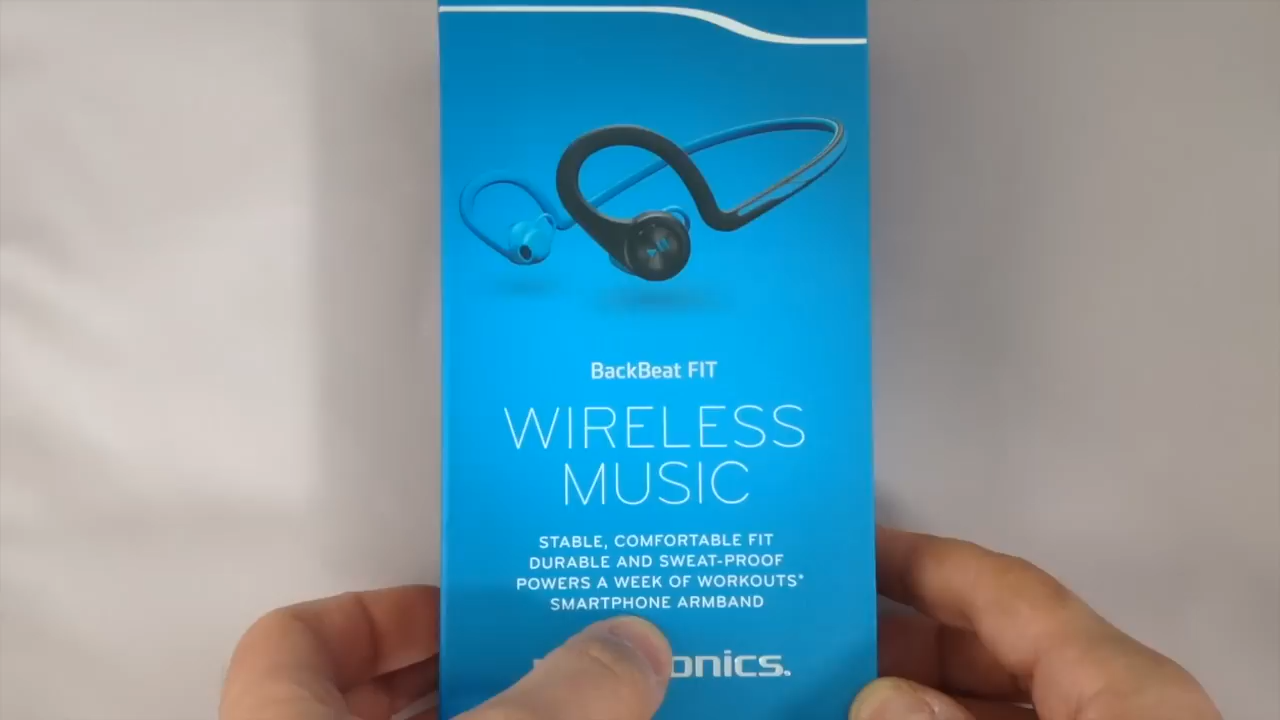 BackBeat FIT
WIRELESS
MUSIC
STABLE, COMFORTABLE FIT
DURABLE AND SWEAT-PROOF
POWERS A WEEK OF WORKOUTS*
SMARTPHONE ARMBAND